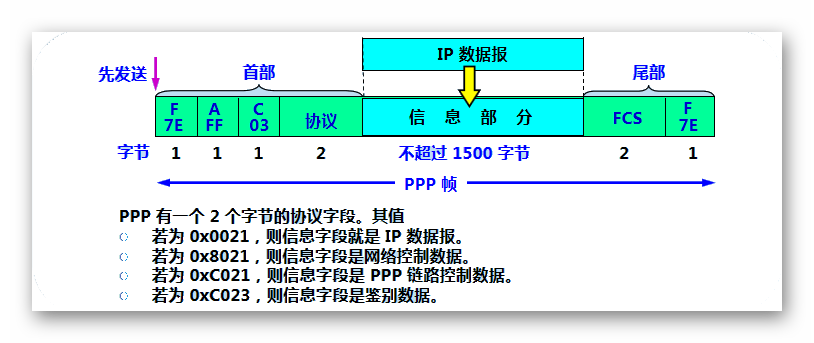 IP 数据报
先发送
首部
尾部
F A C
7E FF 03 协议 信 息 部 分 FCS F 7E
字节 1 1 1 2 不超过 1500 字节 2 1
PPP 帧
PPP 有一个 2 个字节的协议字段。其值
若为 0x0021，则信息字段就是 IP 数据报。
若为 0x8021，则信息字段是网络控制数据。
若为 0xC021，则信息字段是 PPP 链路控制数据。
若为 0xC023，则信息字段是鉴别数据。